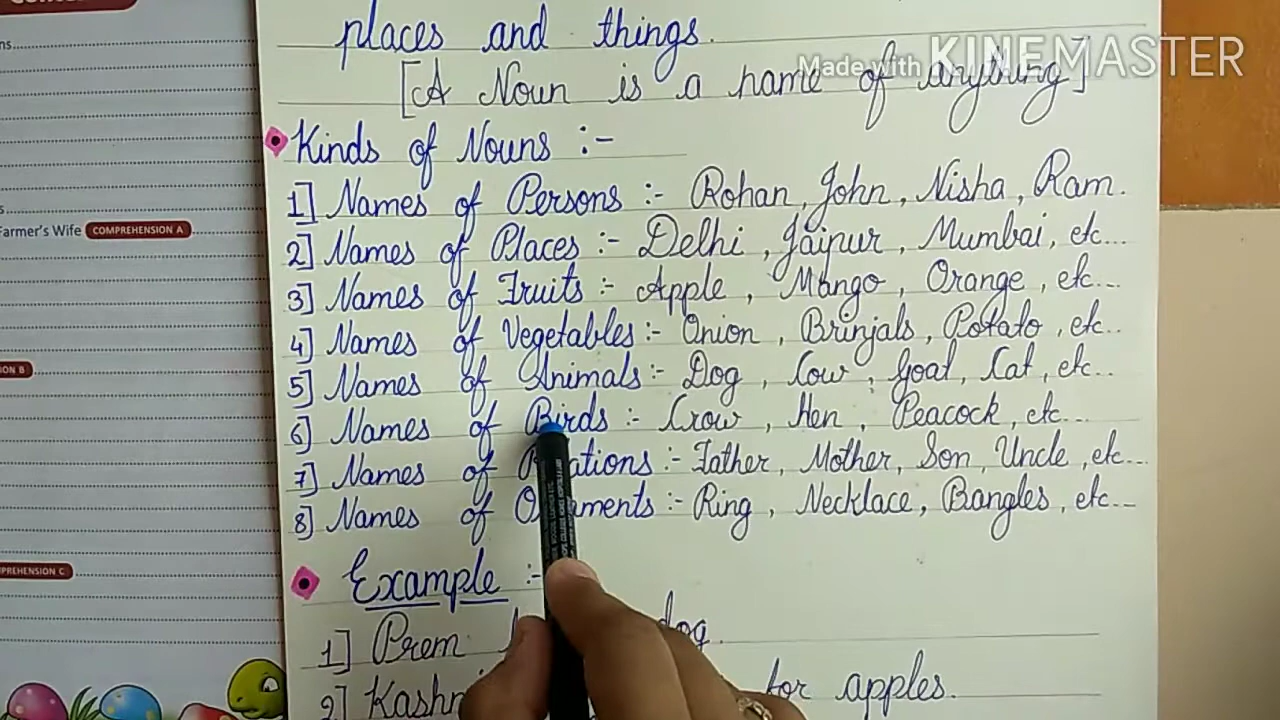 places and things.
[A Noun is a name of anything]
Made with KINEMASTER
Kinds of Nouns :-
1] Names of Persons :- Rohan, John, Nisha, Ram.
2] Names of Places :- Delhi, Jaipur, Mumbai, etc...
3] Names of Fruits :- Apple, Mango, Orange, etc...
4] Names of Vegetables :- Onion, Brinjals, Potato, etc...
5] Names of Animals :- Dog, Cow, Goat, Cat, etc...
6] Names of Birds :- Crow, Hen, Peacock, etc...
7] Names of :- Father, Mother, Son, Uncle, etc...
8] Names of :- Ring, Necklace, Bangles, etc...
Example :-
1] Prem dog.
2] for apples.
Farmer's Wife COMPREHENSION A